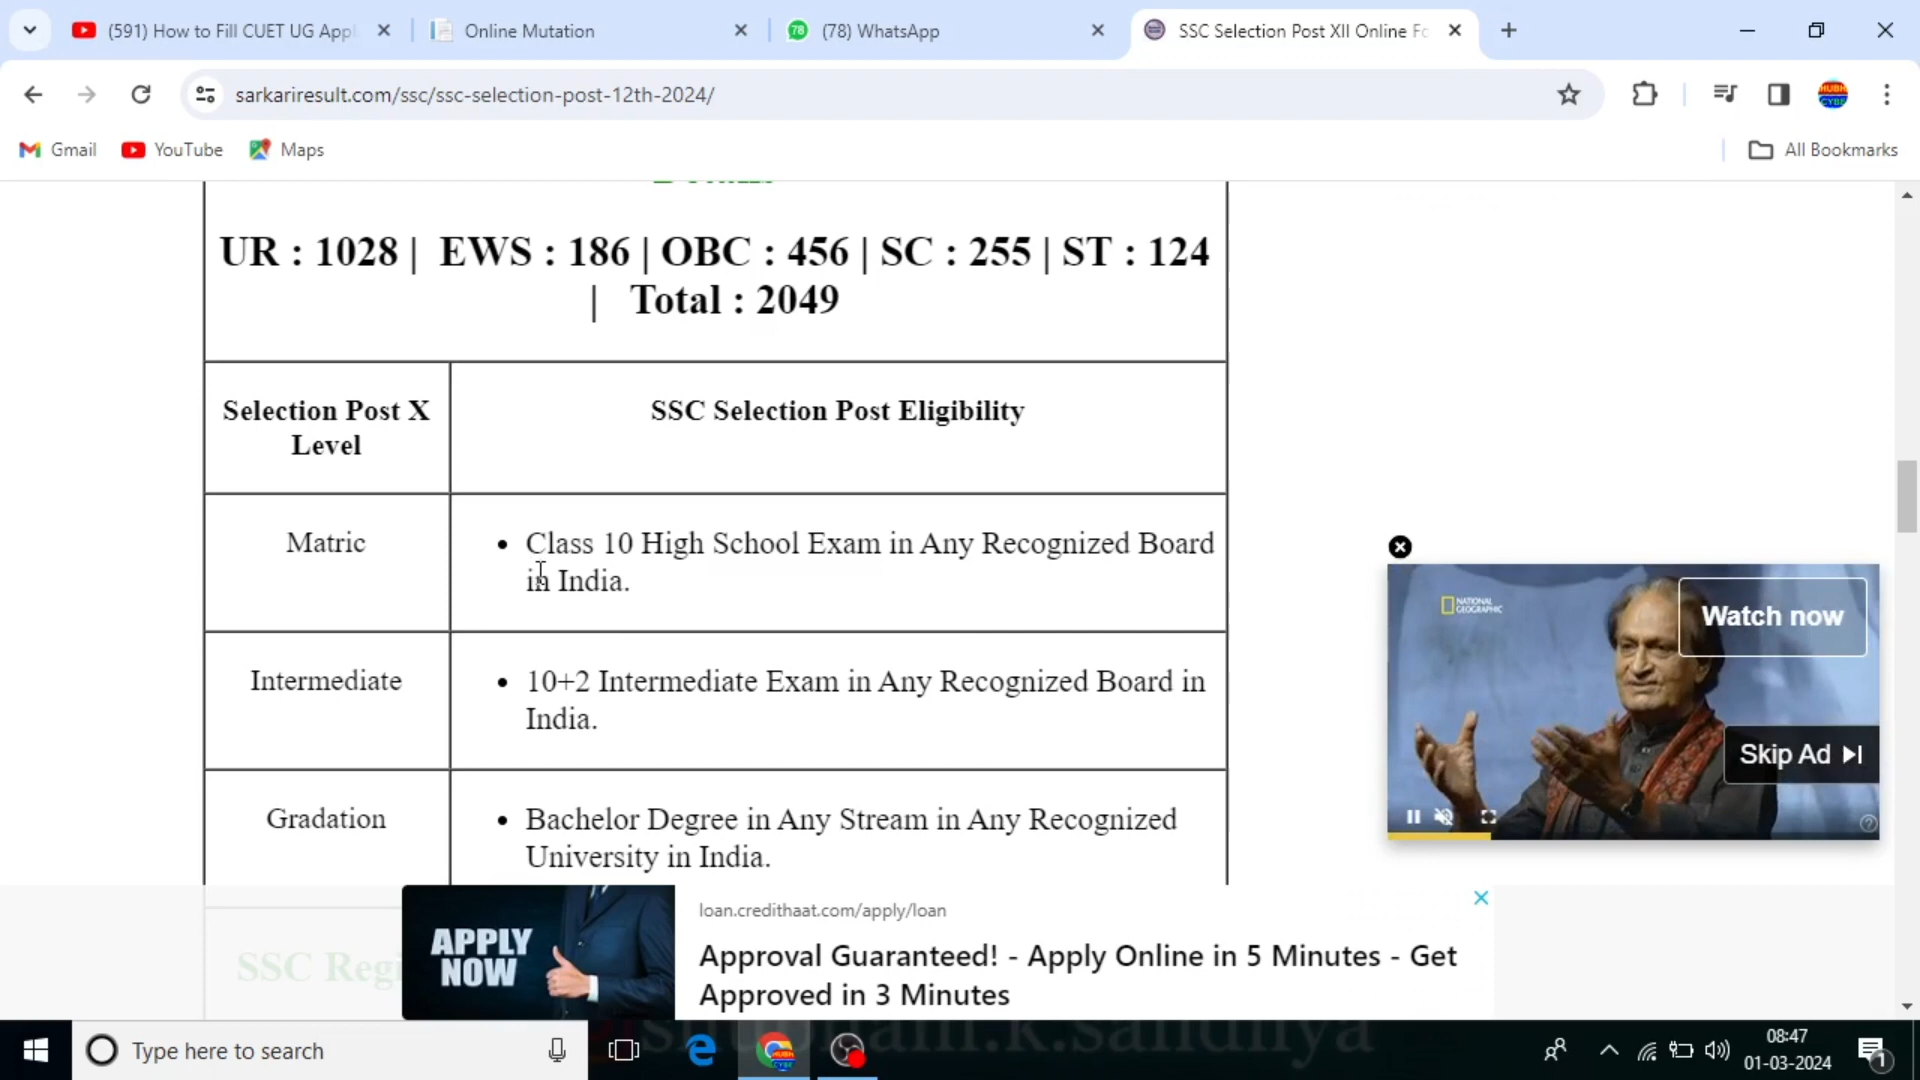 (591) How to Fill CUET UG Appl
Online Mutation
78
(78) WhatsApp
SSC Selection Post XII Online Fo
sarkariresult.com/ssc/ssc-selection-post-12th-2024/
Gmail
YouTube
Maps
All Bookmarks
UR : 1028 | EWS : 186 | OBC : 456 | SC : 255 | ST : 124
| Total : 2049
Selection Post X
Level
SSC Selection Post Eligibility
Matric
• Class 10 High School Exam in Any Recognized Board
in India.
Intermediate
• 10+2 Intermediate Exam in Any Recognized Board in
India.
Gradation
• Bachelor Degree in Any Stream in Any Recognized
University in India.
NATIONAL
GEOGRAPHIC
Watch now
Skip Ad
SSC Regi
APPLY
NOW
loan.credithaat.com/apply/loan
Approval Guaranteed! - Apply Online in 5 Minutes - Get
Approved in 3 Minutes
Type here to search
08:47
01-03-2024
1